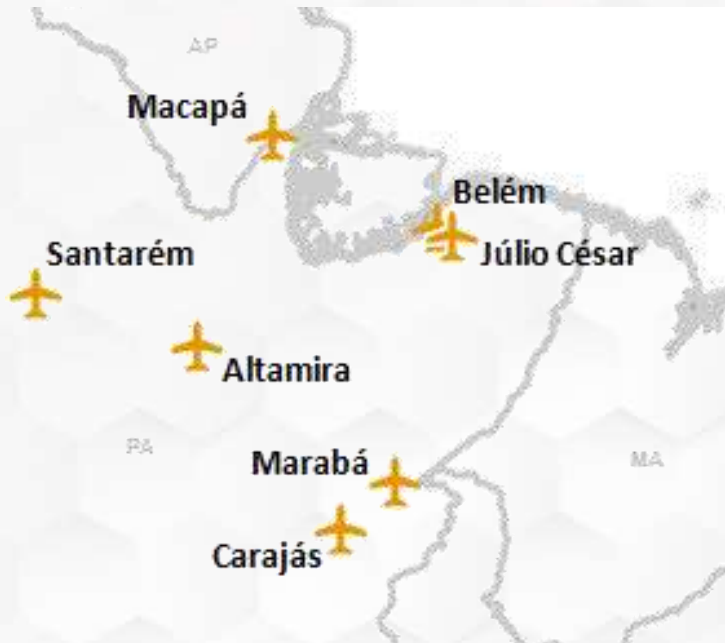 AP
Macapá
Belém
Santarém
Júlio César
Altamira
PA
Marabá
MA
Carajás